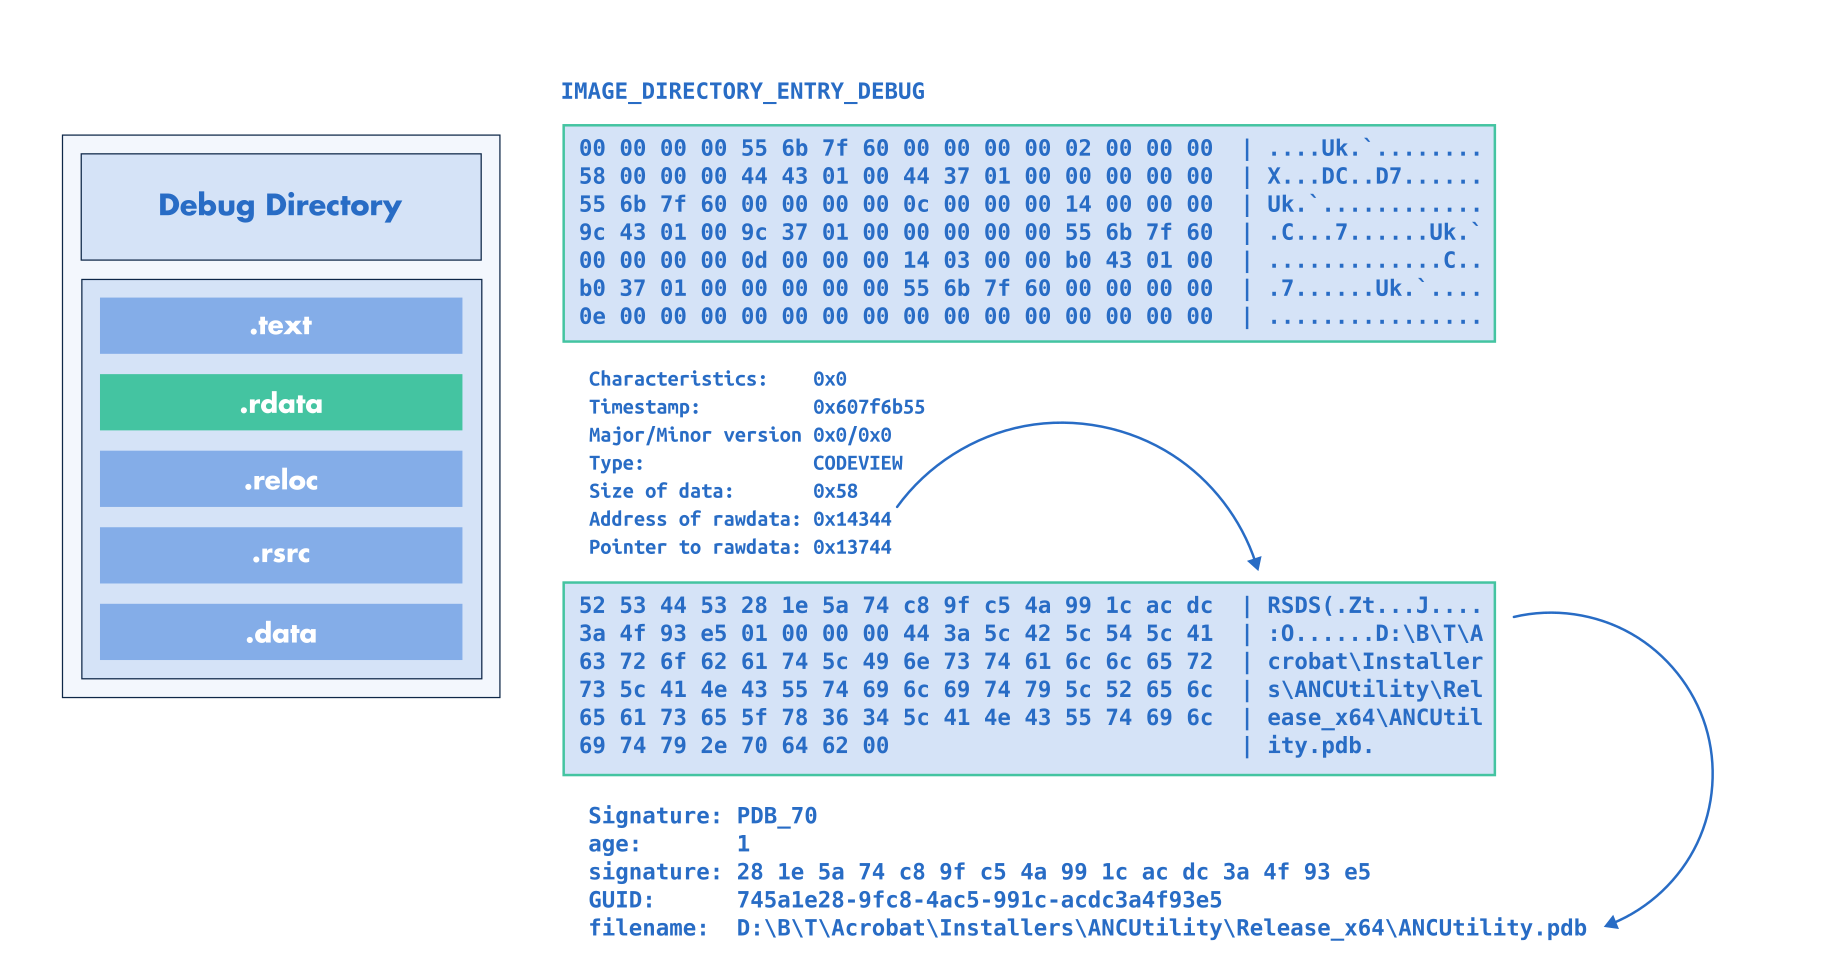 IMAGE_DIRECTORY_ENTRY_DEBUG
Debug Directory
.text
.rdata
.reloc
.rsrc
.data
00 00 00 00 55 6b 7f 60 00 00 00 00 02 00 00 00 | ....Uk.`........
58 00 00 00 44 43 01 00 44 37 01 00 00 00 00 00 | X...DC..D7......
55 6b 7f 60 00 00 00 00 0c 00 00 00 14 00 00 00 | Uk.`............
9c 43 01 00 9c 37 01 00 00 00 00 00 55 6b 7f 60 | .C...7......Uk.`
00 00 00 00 0d 00 00 00 14 03 00 00 b0 43 01 00 | .............C..
b0 37 01 00 00 00 00 00 55 6b 7f 60 00 00 00 00 | .7......Uk.`....
0e 00 00 00 00 00 00 00 00 00 00 00 00 00 00 00 | ................
Characteristics: 0x0
Timestamp: 0x607f6b55
Major/Minor version 0x0/0x0
Type: CODEVIEW
Size of data: 0x58
Address of rawdata: 0x14344
Pointer to rawdata: 0x13744
52 53 44 53 28 1e 5a 74 c8 9f c5 4a 99 1c ac dc | RSDS(.Zt...J....
3a 4f 93 e5 01 00 00 00 44 3a 5c 42 5c 54 5c 41 | :O......D:\B\T\A
63 72 6f 62 61 74 5c 49 6e 73 74 61 6c 6c 65 72 | crobat\Installer
73 5c 41 4e 43 55 74 69 6c 69 74 79 5c 52 65 6c | s\ANCUtility\Rel
65 61 73 65 5f 78 36 34 5c 41 4e 43 55 74 69 6c | ease_x64\ANCUtil
69 74 79 2e 70 64 62 00 | ity.pdb.
Signature: PDB_70
age: 1
signature: 28 1e 5a 74 c8 9f c5 4a 99 1c ac dc 3a 4f 93 e5
GUID: 745a1e28-9fc8-4ac5-991c-acdc3a4f93e5
filename: D:\B\T\Acrobat\Installers\ANCUtility\Release_x64\ANCUtility.pdb